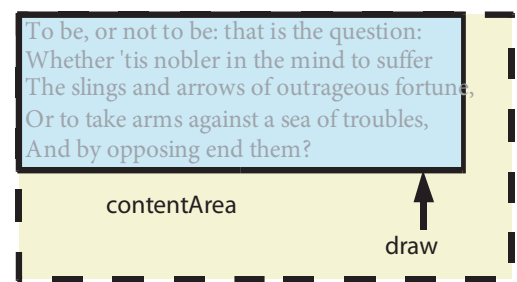 To be, or not to be: that is the question:
Whether 'tis nobler in the mind to suffer
The slings and arrows of outrageous fortune,
Or to take arms against a sea of troubles,
And by opposing end them?
contentArea
draw